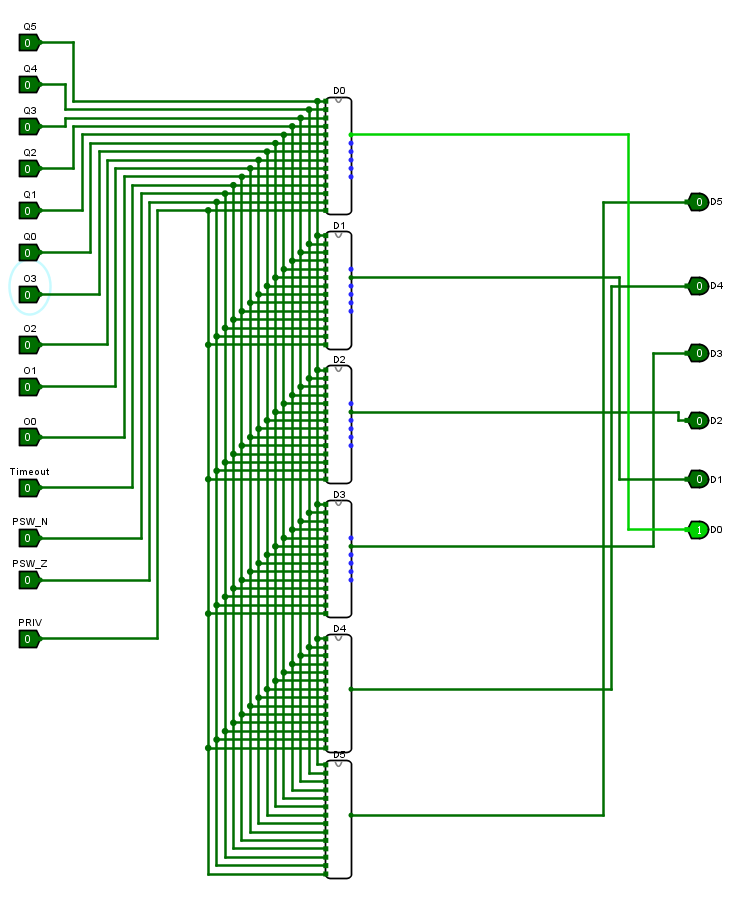 Q5
0
Q4
0
Q3
0
Q2
0
Q1
0
Q0
0
O3
0
O2
0
O1
0
O0
0
Timeout
0
PSW_N
0
PSW_Z
0
PRIV
0
D0
D1
D2
D3
D4
D5
0 D5
0 D4
0 D3
0 D2
0 D1
1 D0